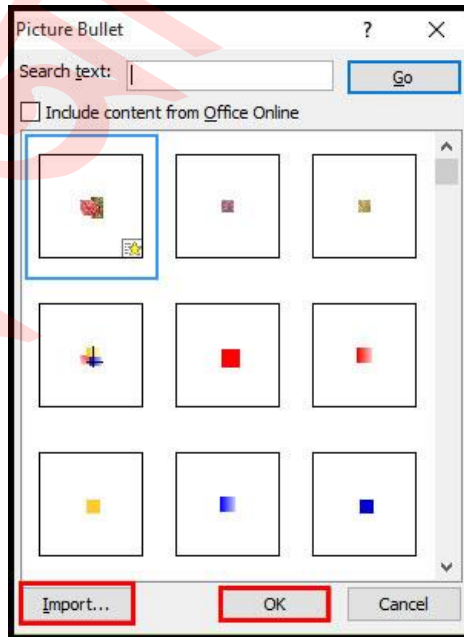 Picture Bullet ? X
Search text: Go
Include content from Office Online
Import... OK Cancel